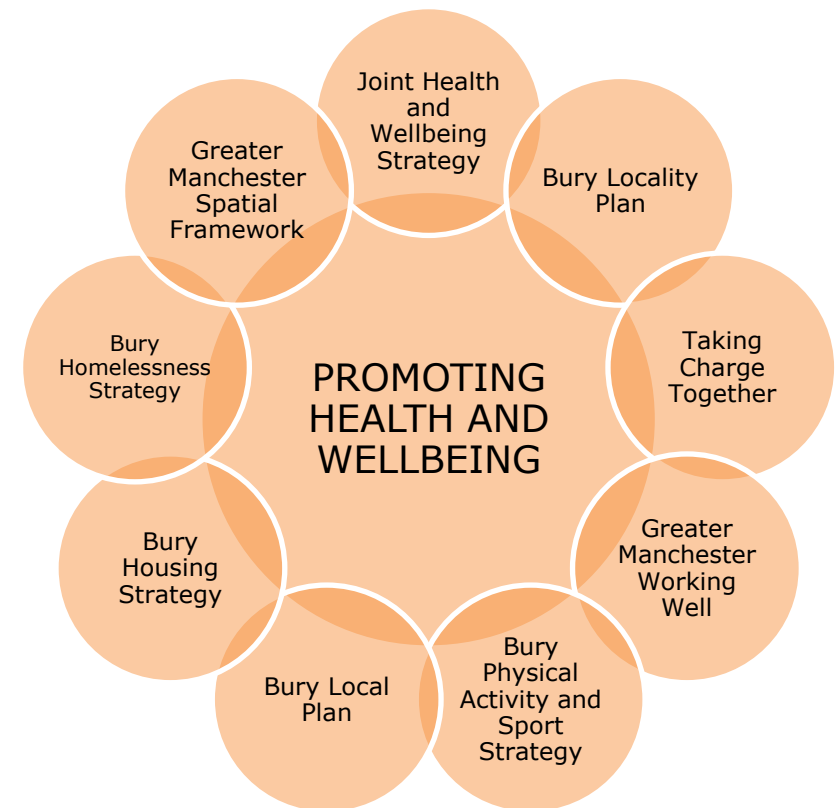 Joint Health
and
Wellbeing
Strategy
Bury Locality
Plan
Taking
Charge
Together
Greater
Manchester
Working
Well
Bury
Physical
Activity and
Sport
Strategy
Bury Local
Plan
Bury
Housing
Strategy
Bury
Homelessness
Strategy
Greater
Manchester
Spatial
Framework
PROMOTING
HEALTH AND
WELLBEING